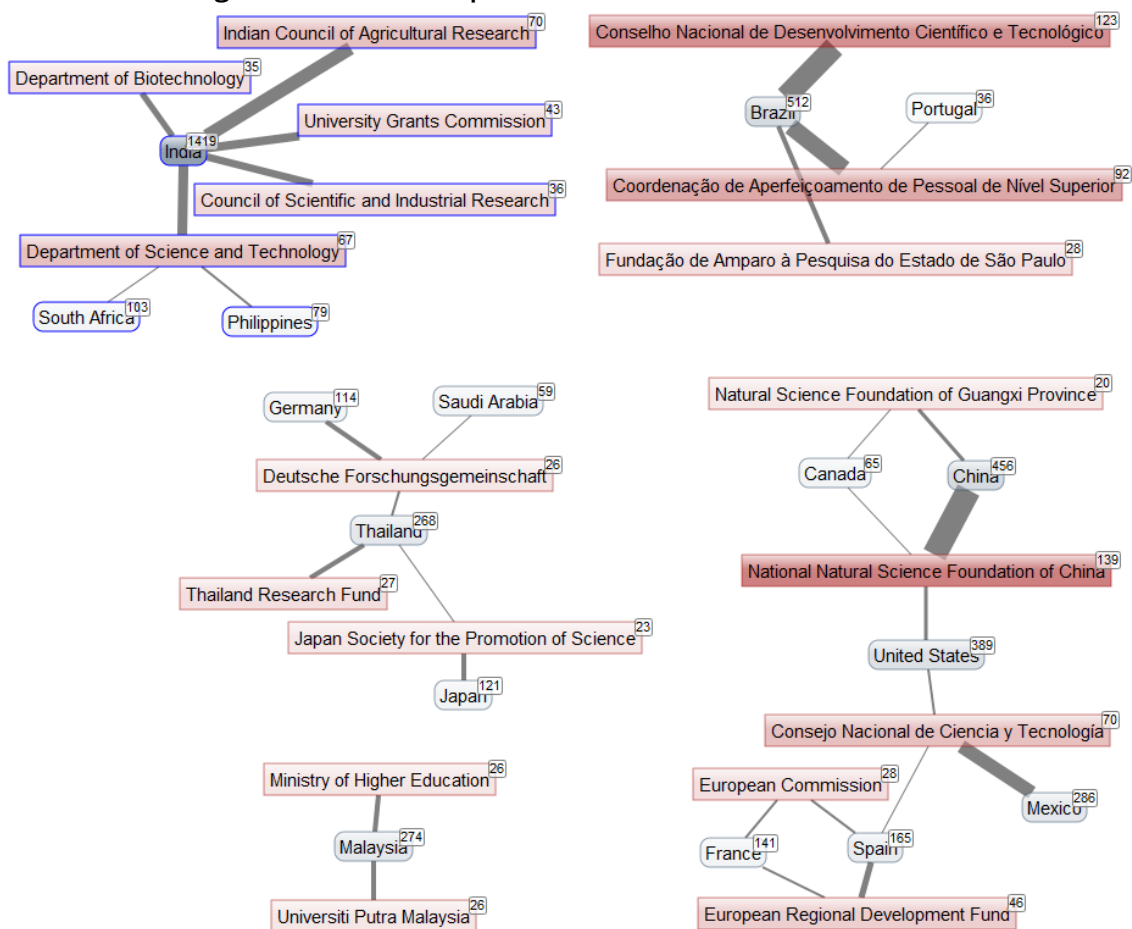 Indian Council of Agricultural Research 70
Department of Biotechnology 35
University Grants Commission 43
India 1419
Council of Scientific and Industrial Research 36
Department of Science and Technology 67
South Africa 103
Philippines 79
Conselho Nacional de Desenvolvimento Científico e Tecnológico 123
Brazil 512
Portugal 36
Coordenação de Aperfeiçoamento de Pessoal de Nível Superior 92
Fundação de Amparo à Pesquisa do Estado de São Paulo 28
Germany 114
Saudi Arabia 59
Deutsche Forschungsgemeinschaft 26
Thailand 268
Thailand Research Fund 27
Japan Society for the Promotion of Science 23
Japan 121
Natural Science Foundation of Guangxi Province 20
Canada 65
China 456
National Natural Science Foundation of China 139
United States 389
Consejo Nacional de Ciencia y Tecnología 70
European Commission 28
Mexico 286
France 141
Spain 165
European Regional Development Fund 46
Ministry of Higher Education 26
Malaysia 274
Universiti Putra Malaysia 26